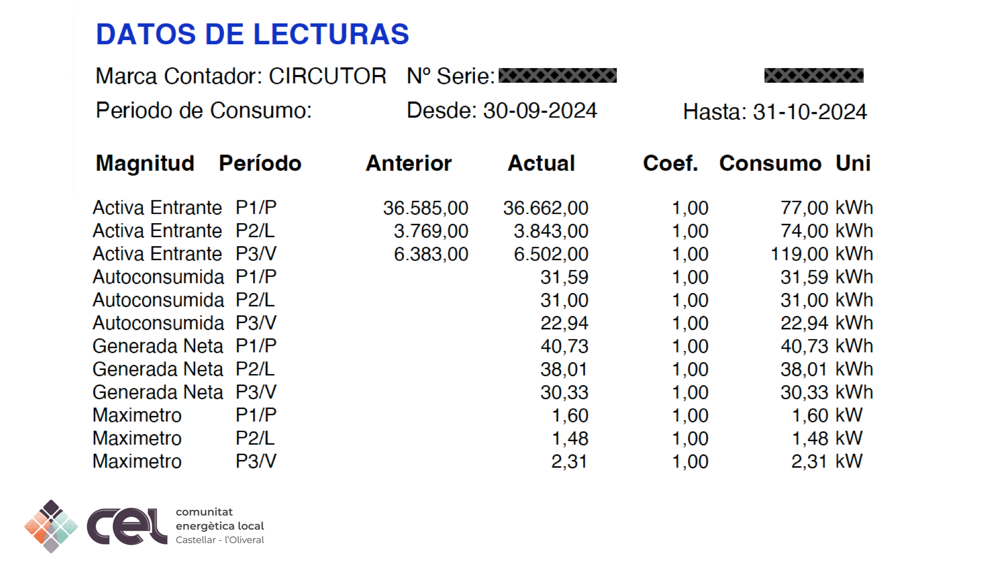 DATOS DE LECTURAS
Marca Contador: CIRCUTOR Nº Serie:
Periodo de Consumo: Desde: 30-09-2024 Hasta: 31-10-2024
Magnitud Período Anterior Actual Coef. Consumo Uni
Activa Entrante P1/P 36.585,00 36.662,00 1,00 77,00 kWh
Activa Entrante P2/L 3.769,00 3.843,00 1,00 74,00 kWh
Activa Entrante P3/V 6.383,00 6.502,00 1,00 119,00 kWh
Autoconsumida P1/P 31,59 1,00 31,59 kWh
Autoconsumida P2/L 31,00 1,00 31,00 kWh
Autoconsumida P3/V 22,94 1,00 22,94 kWh
Generada Neta P1/P 40,73 1,00 40,73 kWh
Generada Neta P2/L 38,01 1,00 38,01 kWh
Generada Neta P3/V 30,33 1,00 30,33 kWh
Maximetro P1/P 1,60 1,00 1,60 kW
Maximetro P2/L 1,48 1,00 1,48 kW
Maximetro P3/V 2,31 1,00 2,31 kW
cel
comunitat
energètica local
Castellar - l'Oliveral